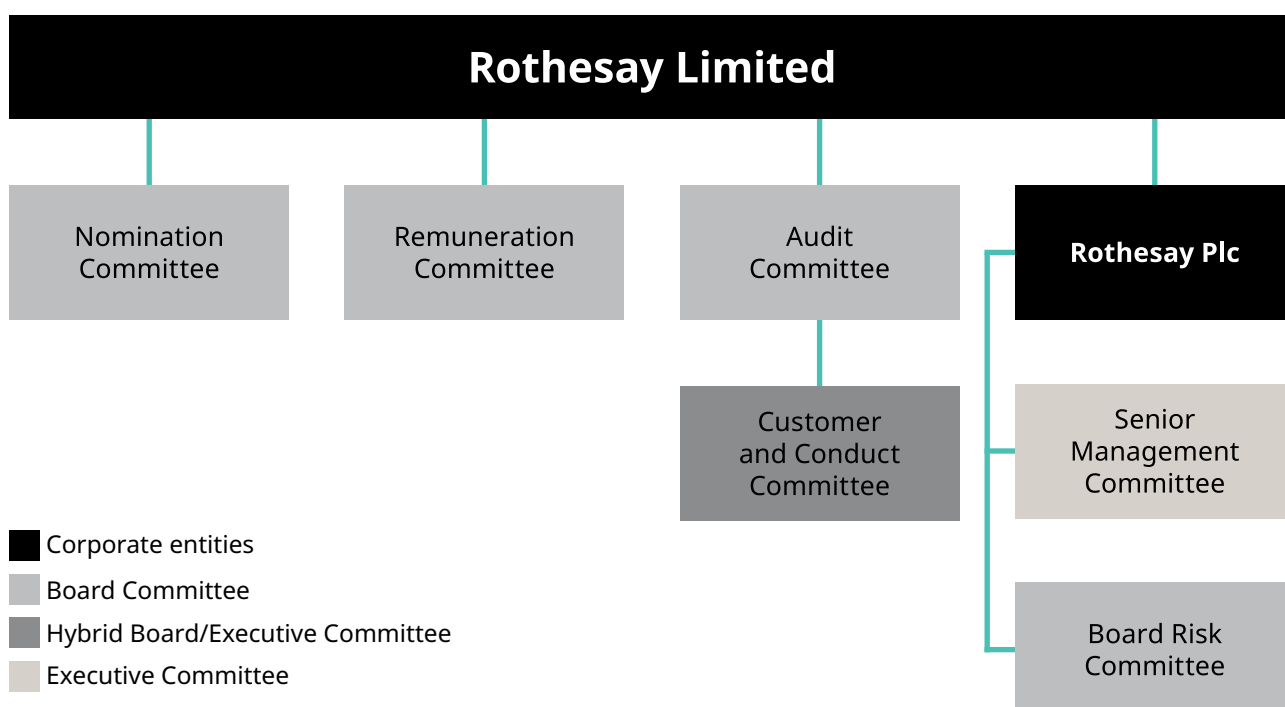 Rothesay Limited
Nomination
Committee
Remuneration
Committee
Audit
Committee
Rothesay Plc
Customer
and Conduct
Committee
Senior
Management
Committee
Board Risk
Committee
Corporate entities
Board Committee
Hybrid Board/Executive Committee
Executive Committee